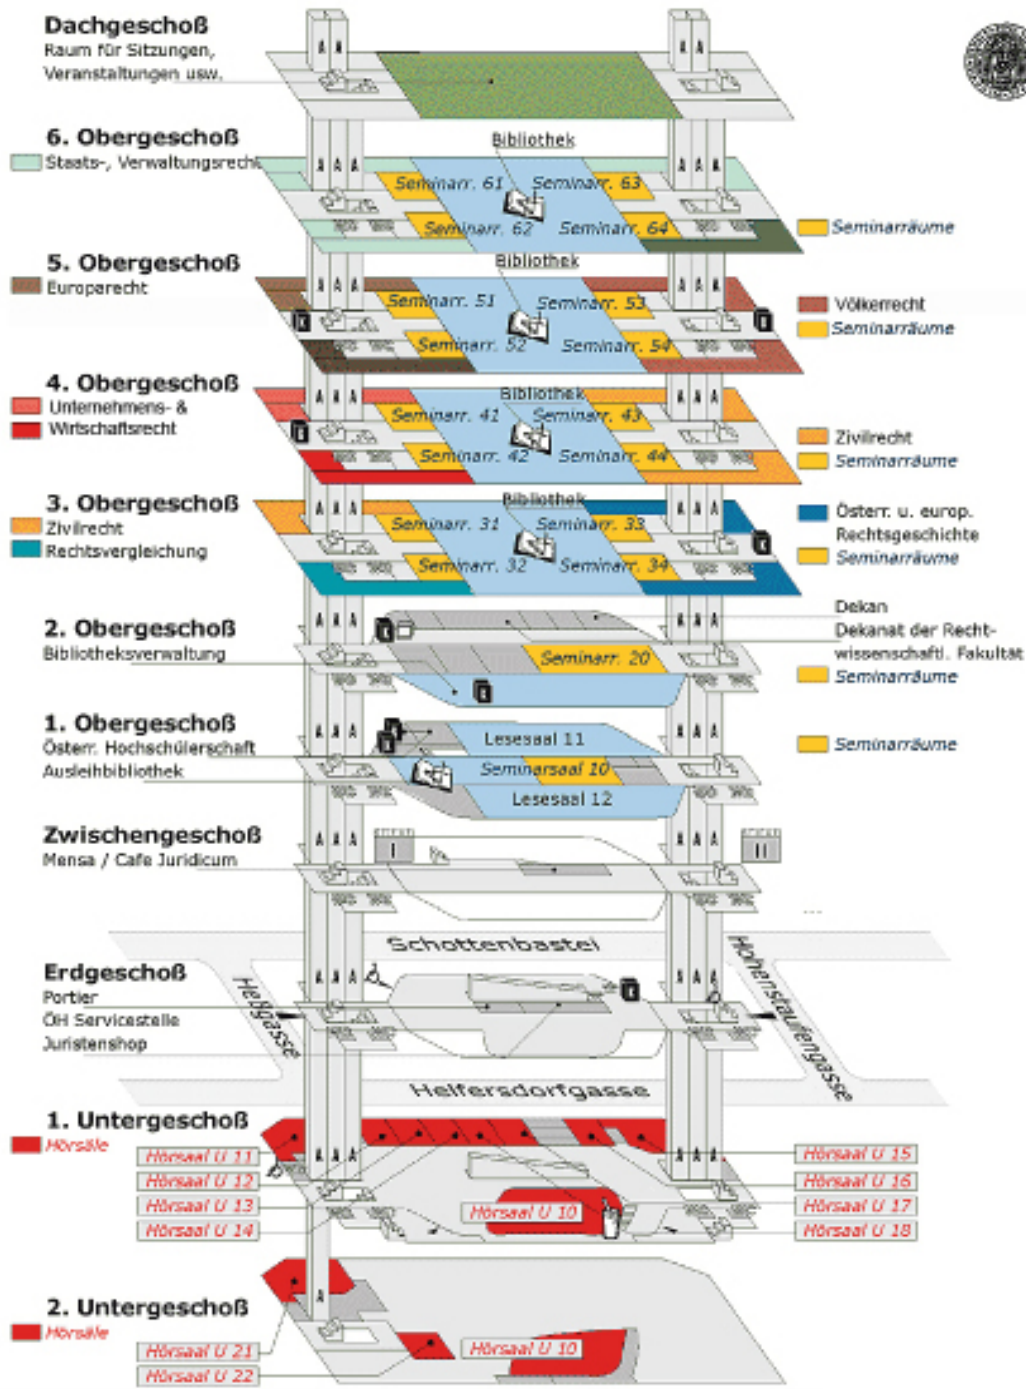 Dachgeschoß
Raum für Sitzungen,
Veranstaltungen usw.
6. Obergeschoß
Staats-, Verwaltungsrecht
Bibliothek
Seminarr. 61
Seminarr. 63
Seminarr. 62
Seminarr. 64
Seminarräume
5. Obergeschoß
Europarecht
Bibliothek
Seminarr. 51
Seminarr. 53
Seminarr. 52
Seminarr. 54
Völkerrecht
Seminarräume
4. Obergeschoß
Unternehmens- &
Wirtschaftsrecht
Bibliothek
Seminarr. 41
Seminarr. 43
Seminarr. 42
Seminarr. 44
Zivilrecht
Seminarräume
3. Obergeschoß
Zivilrecht
Rechtsvergleichung
Bibliothek
Seminarr. 31
Seminarr. 33
Seminarr. 32
Seminarr. 34
Österr. u. europ.
Rechtsgeschichte
Seminarräume
2. Obergeschoß
Bibliotheksverwaltung
Seminarr. 20
Dekan
Dekanat der Recht-
wissenschaftl. Fakultät
Seminarräume
1. Obergeschoß
Österr. Hochschülerschaft
Ausleihbibliothek
Lesesaal 11
Seminarsaal 10
Lesesaal 12
Seminarräume
Zwischengeschoß
Mensa / Cafe Juridicum
I
II
Schottenbastei
Erdgeschoß
Portier
ÖH Servicestelle
Juristenshop
Heßgasse
Hohenstaufengasse
Helfersdorfgasse
1. Untergeschoß
Hörsäle
Hörsaal U 11
Hörsaal U 12
Hörsaal U 13
Hörsaal U 14
Hörsaal U 10
Hörsaal U 15
Hörsaal U 16
Hörsaal U 17
Hörsaal U 18
2. Untergeschoß
Hörsäle
Hörsaal U 21
Hörsaal U 22
Hörsaal U 10